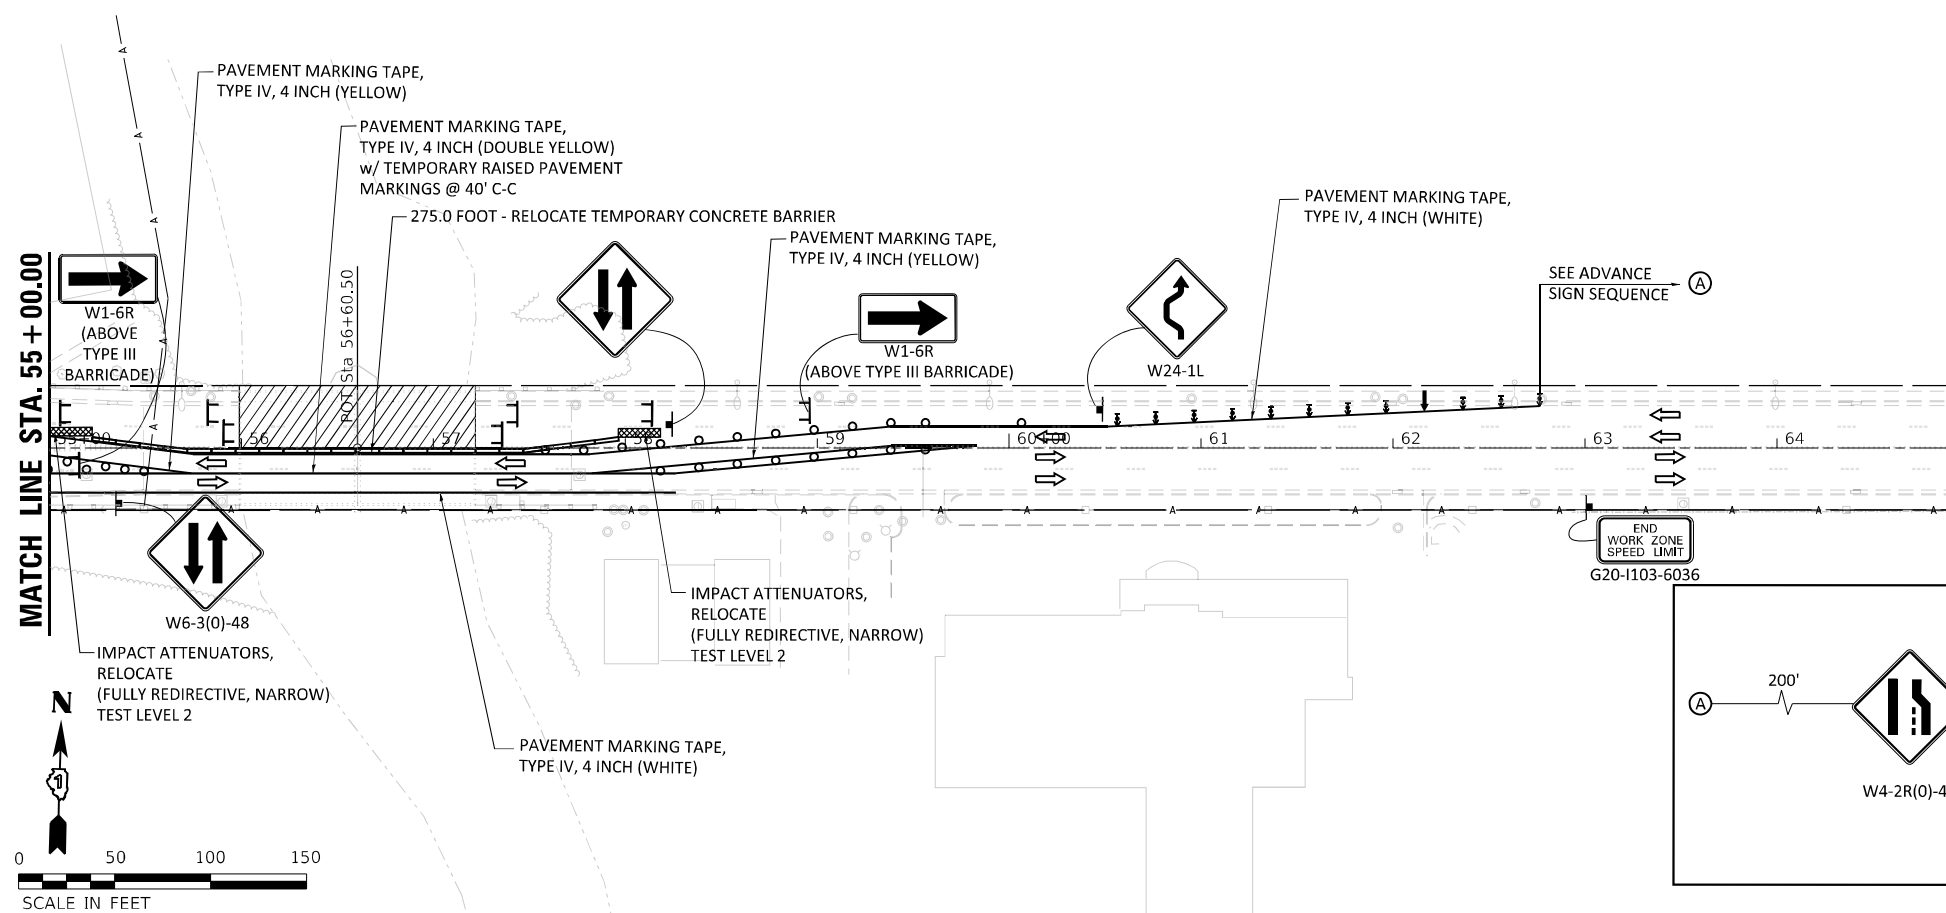 PAVEMENT MARKING TAPE,
TYPE IV, 4 INCH (YELLOW)
PAVEMENT MARKING TAPE,
TYPE IV, 4 INCH (DOUBLE YELLOW)
w/ TEMPORARY RAISED PAVEMENT
MARKINGS @ 40' C-C
275.0 FOOT - RELOCATE TEMPORARY CONCRETE BARRIER
PAVEMENT MARKING TAPE,
TYPE IV, 4 INCH (YELLOW)
PAVEMENT MARKING TAPE,
TYPE IV, 4 INCH (WHITE)
SEE ADVANCE
SIGN SEQUENCE
A
MATCH LINE STA. 55+00.00
W1-6R
(ABOVE
TYPE III
BARRICADE)
POT Sta 56+60.50
W1-6R
(ABOVE TYPE III BARRICADE)
W24-1L
55+00
56
57
58
59
60+00
61
62
63
64
END
WORK ZONE
SPEED LIMIT
G20-I103-6036
W6-3(0)-48
IMPACT ATTENUATORS,
RELOCATE
(FULLY REDIRECTIVE, NARROW)
TEST LEVEL 2
IMPACT ATTENUATORS,
RELOCATE
(FULLY REDIRECTIVE, NARROW)
TEST LEVEL 2
PAVEMENT MARKING TAPE,
TYPE IV, 4 INCH (WHITE)
A
200'
W4-2R(0)-4
N
1
0 50 100 150
SCALE IN FEET